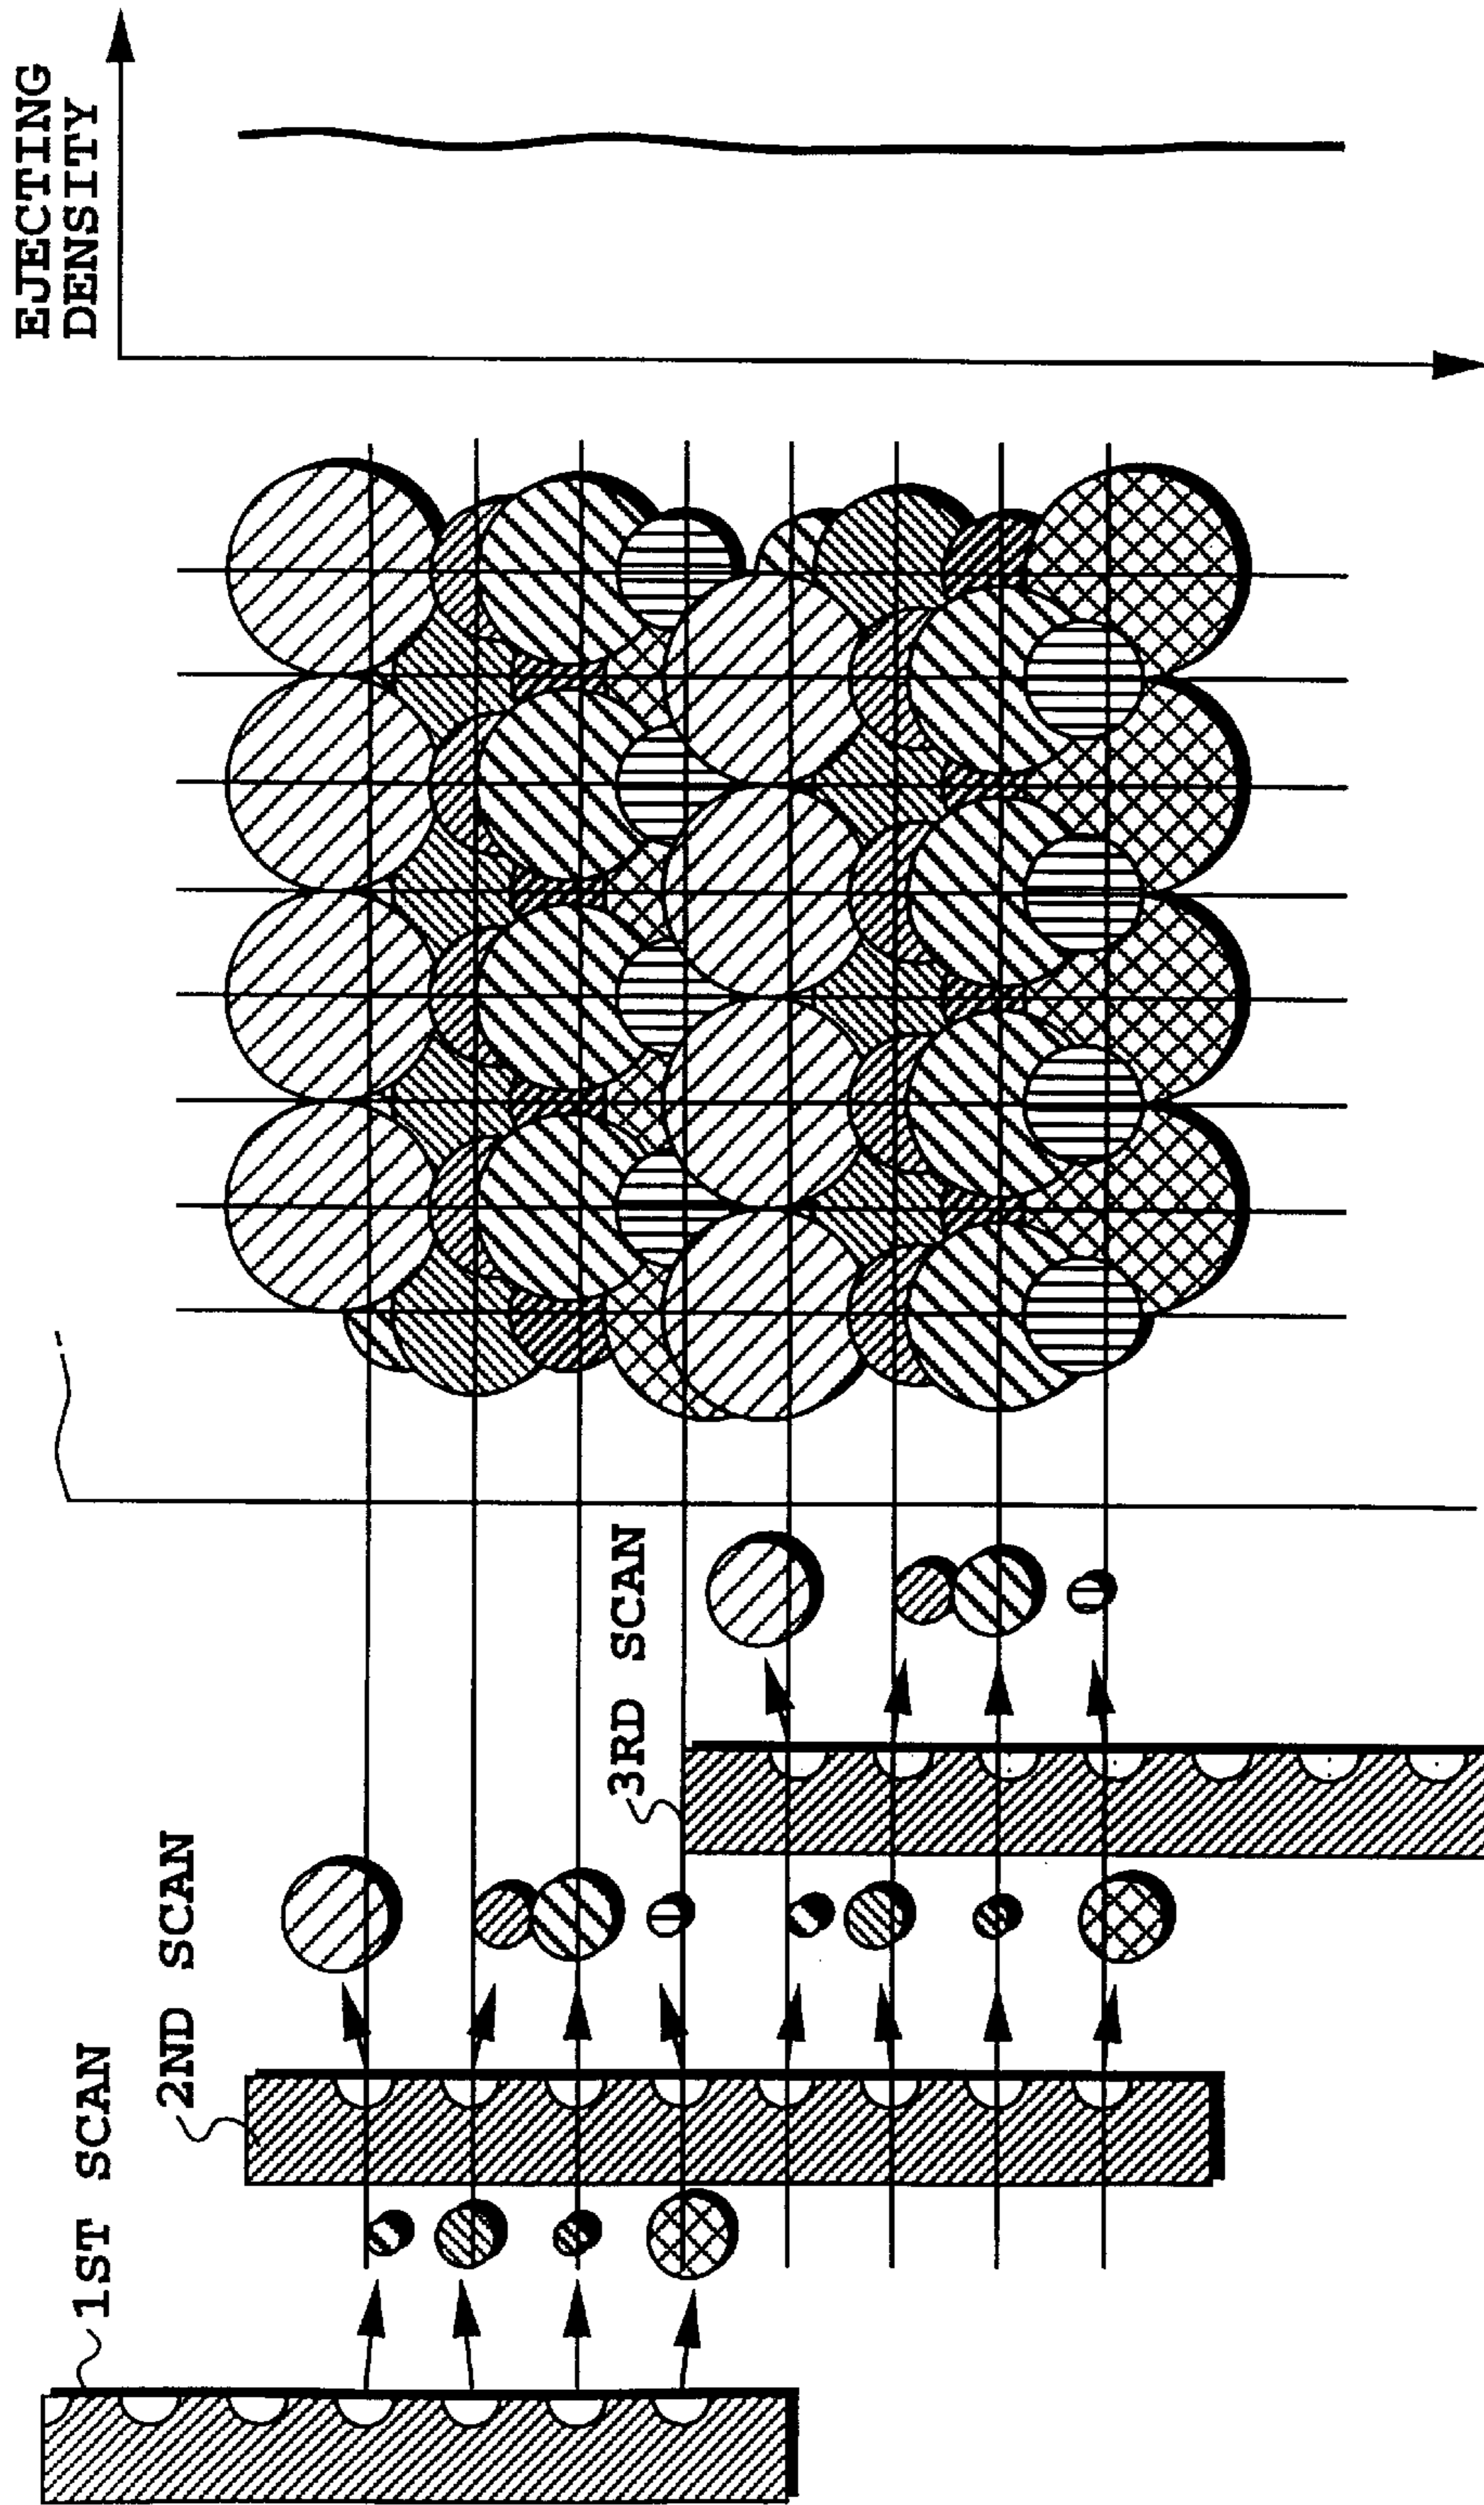 EJECTING
DENSITY
1ST SCAN
2ND SCAN
3RD SCAN